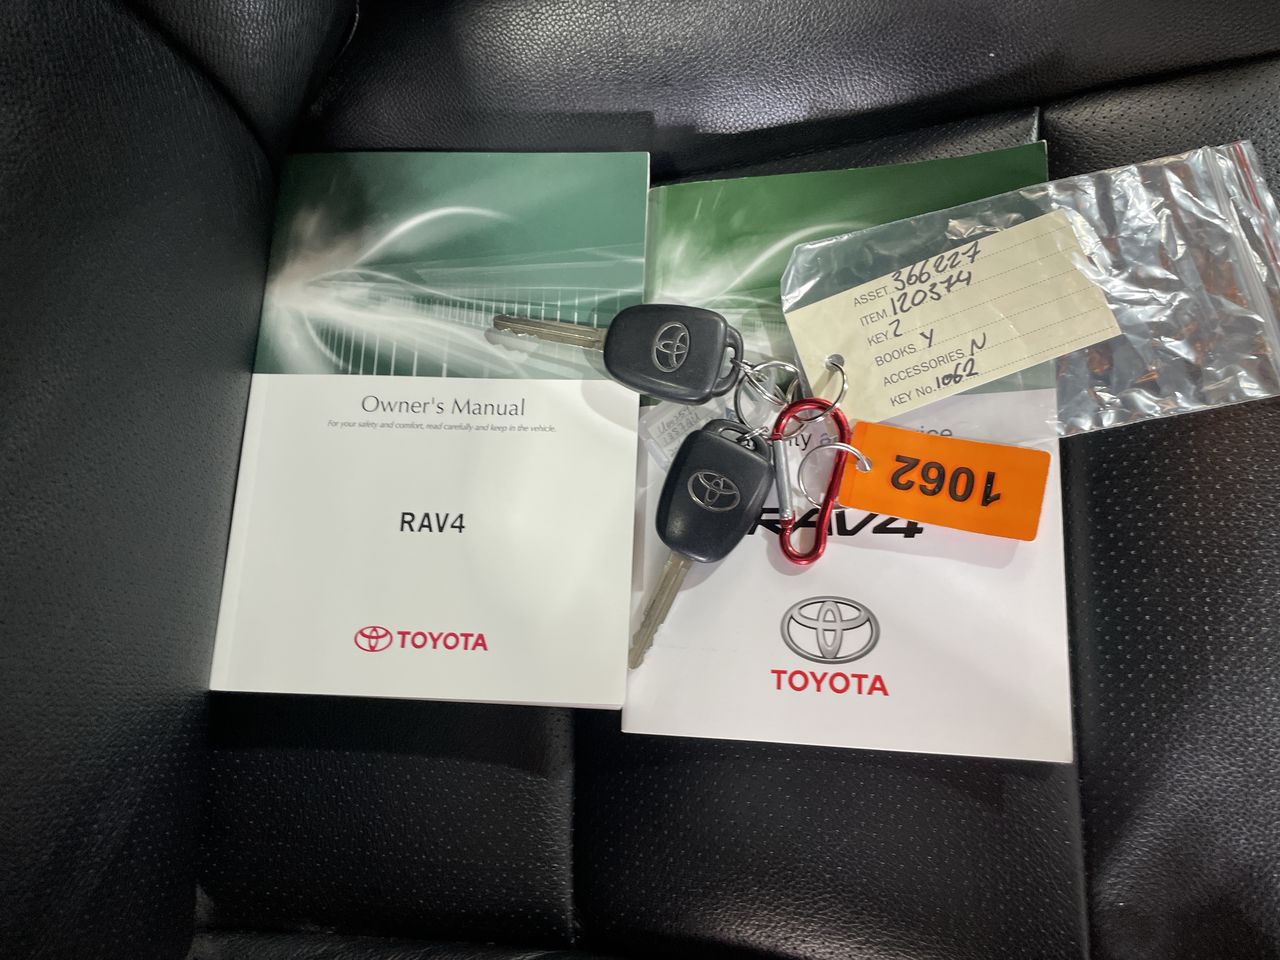 Owner's Manual
For your safety and comfort, read carefully and keep in the vehicle.
RAV4
TOYOTA
ASSET 366227
ITEM 120374
KEY 2
BOOKS Y
ACCESSORIES N
KEY No. 1062
1062
RAV4
TOYOTA